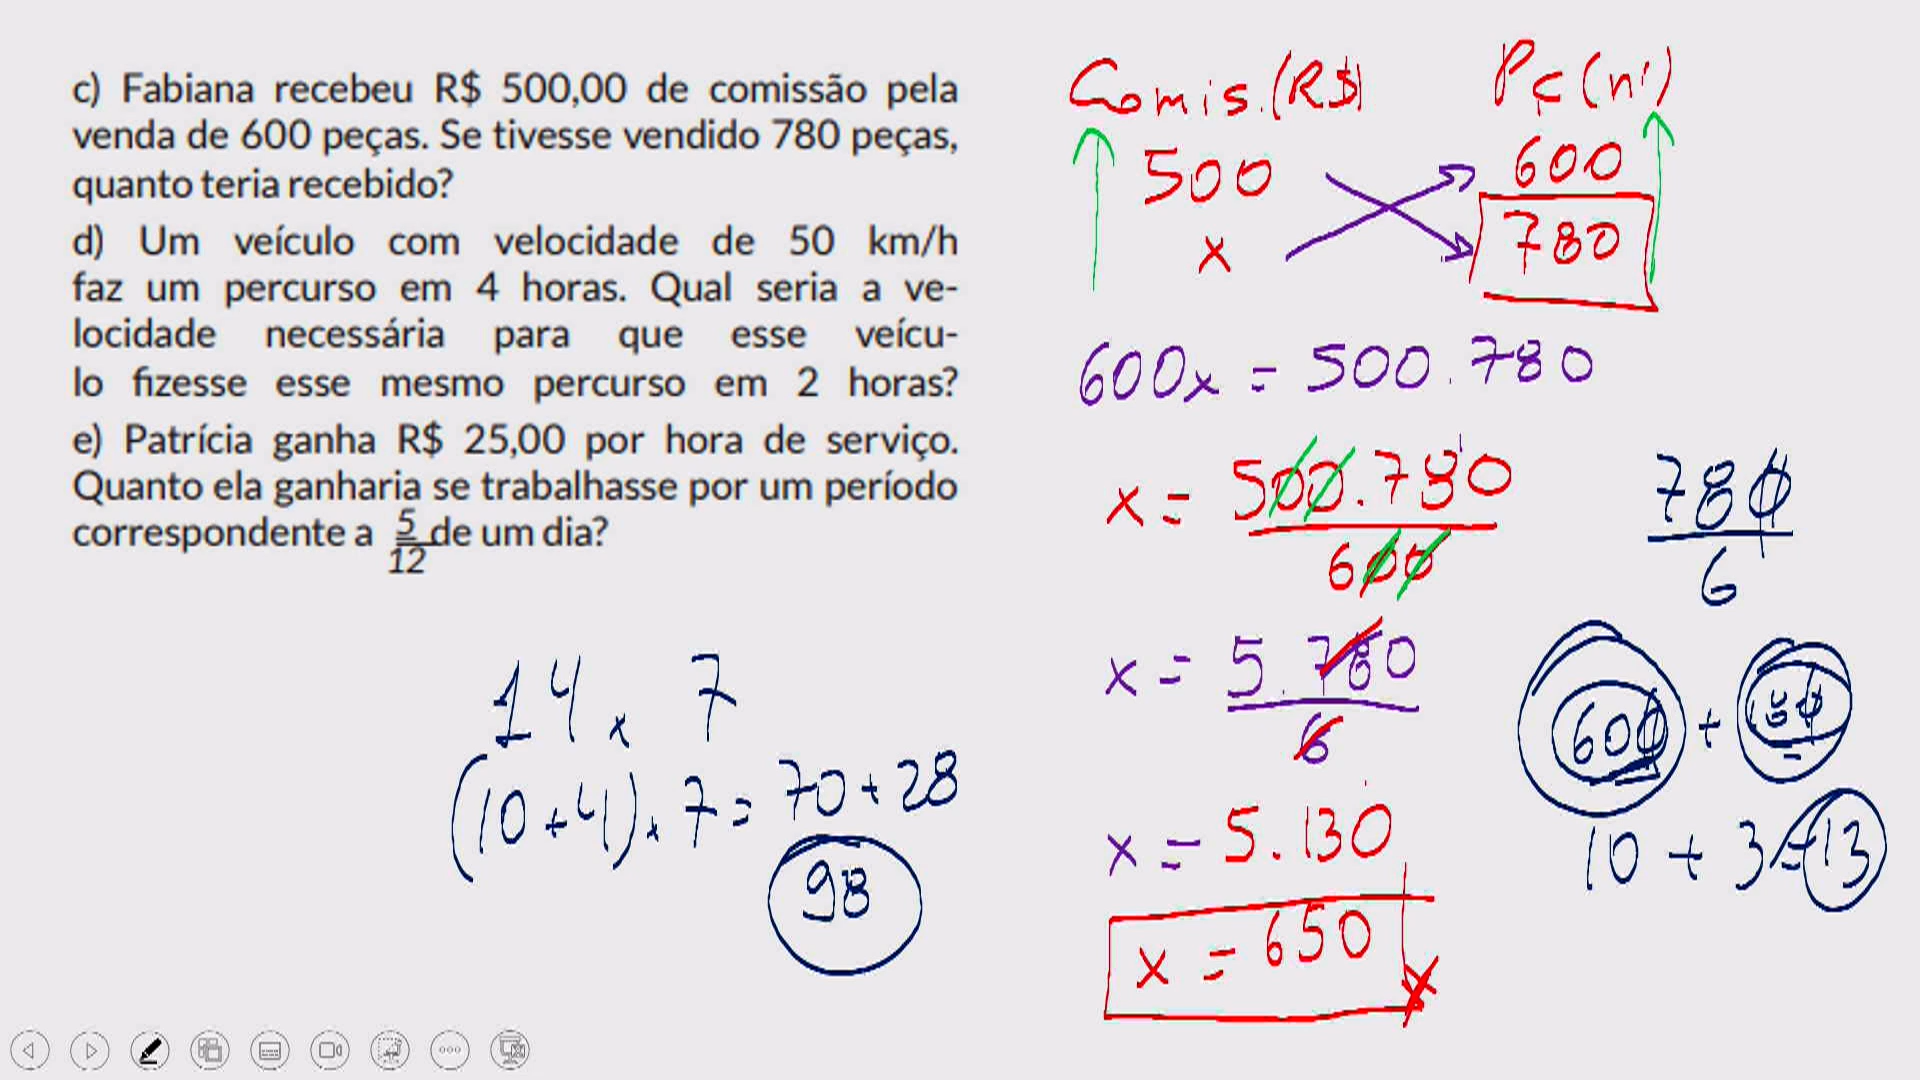 c) Fabiana recebeu R$ 500,00 de comissão pela
venda de 600 peças. Se tivesse vendido 780 peças,
quanto teria recebido?
d) Um veículo com velocidade de 50 km/h
faz um percurso em 4 horas. Qual seria a ve-
locidade necessária para que esse veícu-
lo fizesse esse mesmo percurso em 2 horas?
e) Patrícia ganha R$ 25,00 por hora de serviço.
Quanto ela ganharia se trabalhasse por um período
correspondente a 5/12 de um dia?
14 x 7
(10+4) x 7 = 70 + 28
98
Comis. (R$) Pç (nº)
500 600
x 780
600x = 500.780
x = 500.780
600
x = 5.780
6
x = 5.130
x = 650
780
6
600 + 180
10 + 3 = 13